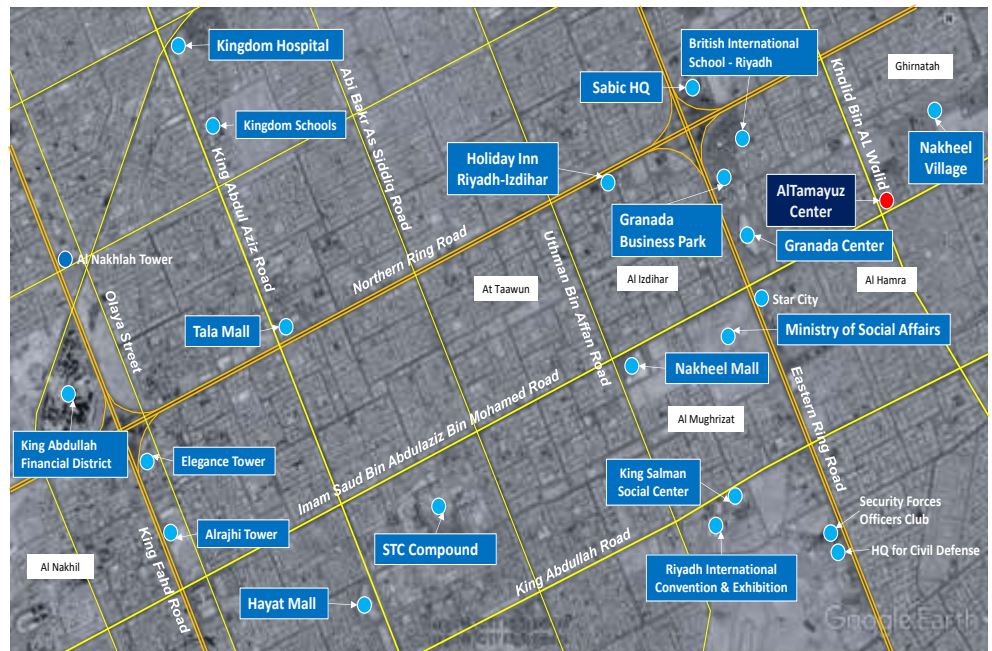 Kingdom Hospital
British International
School - Riyadh
Ghirnatah
Sabic HQ
Abi Bakr As Siddiq Road
Khalid Bin AL Walid
Kingdom Schools
King Abdul Aziz Road
Holiday Inn
Riyadh-Izdihar
Nakheel
Village
AlTamayuz
Center
Granada
Business Park
Granada Center
Al Nakhlah Tower
Northern Ring Road
Uthman Bin Affan Road
At Taawun
Al Izdihar
Al Hamra
Olaya Street
Star City
Tala Mall
Ministry of Social Affairs
Nakheel Mall
Eastern Ring Road
Imam Saud Bin Abdulaziz Bin Mohamed Road
Al Mughrizat
King Abdullah
Financial District
Elegance Tower
King Salman
Social Center
Security Forces
Officers Club
Alrajhi Tower
STC Compound
King Abdullah Road
HQ for Civil Defense
Al Nakhil
King Fahd Road
Riyadh International
Convention & Exhibition
Hayat Mall
Google Earth